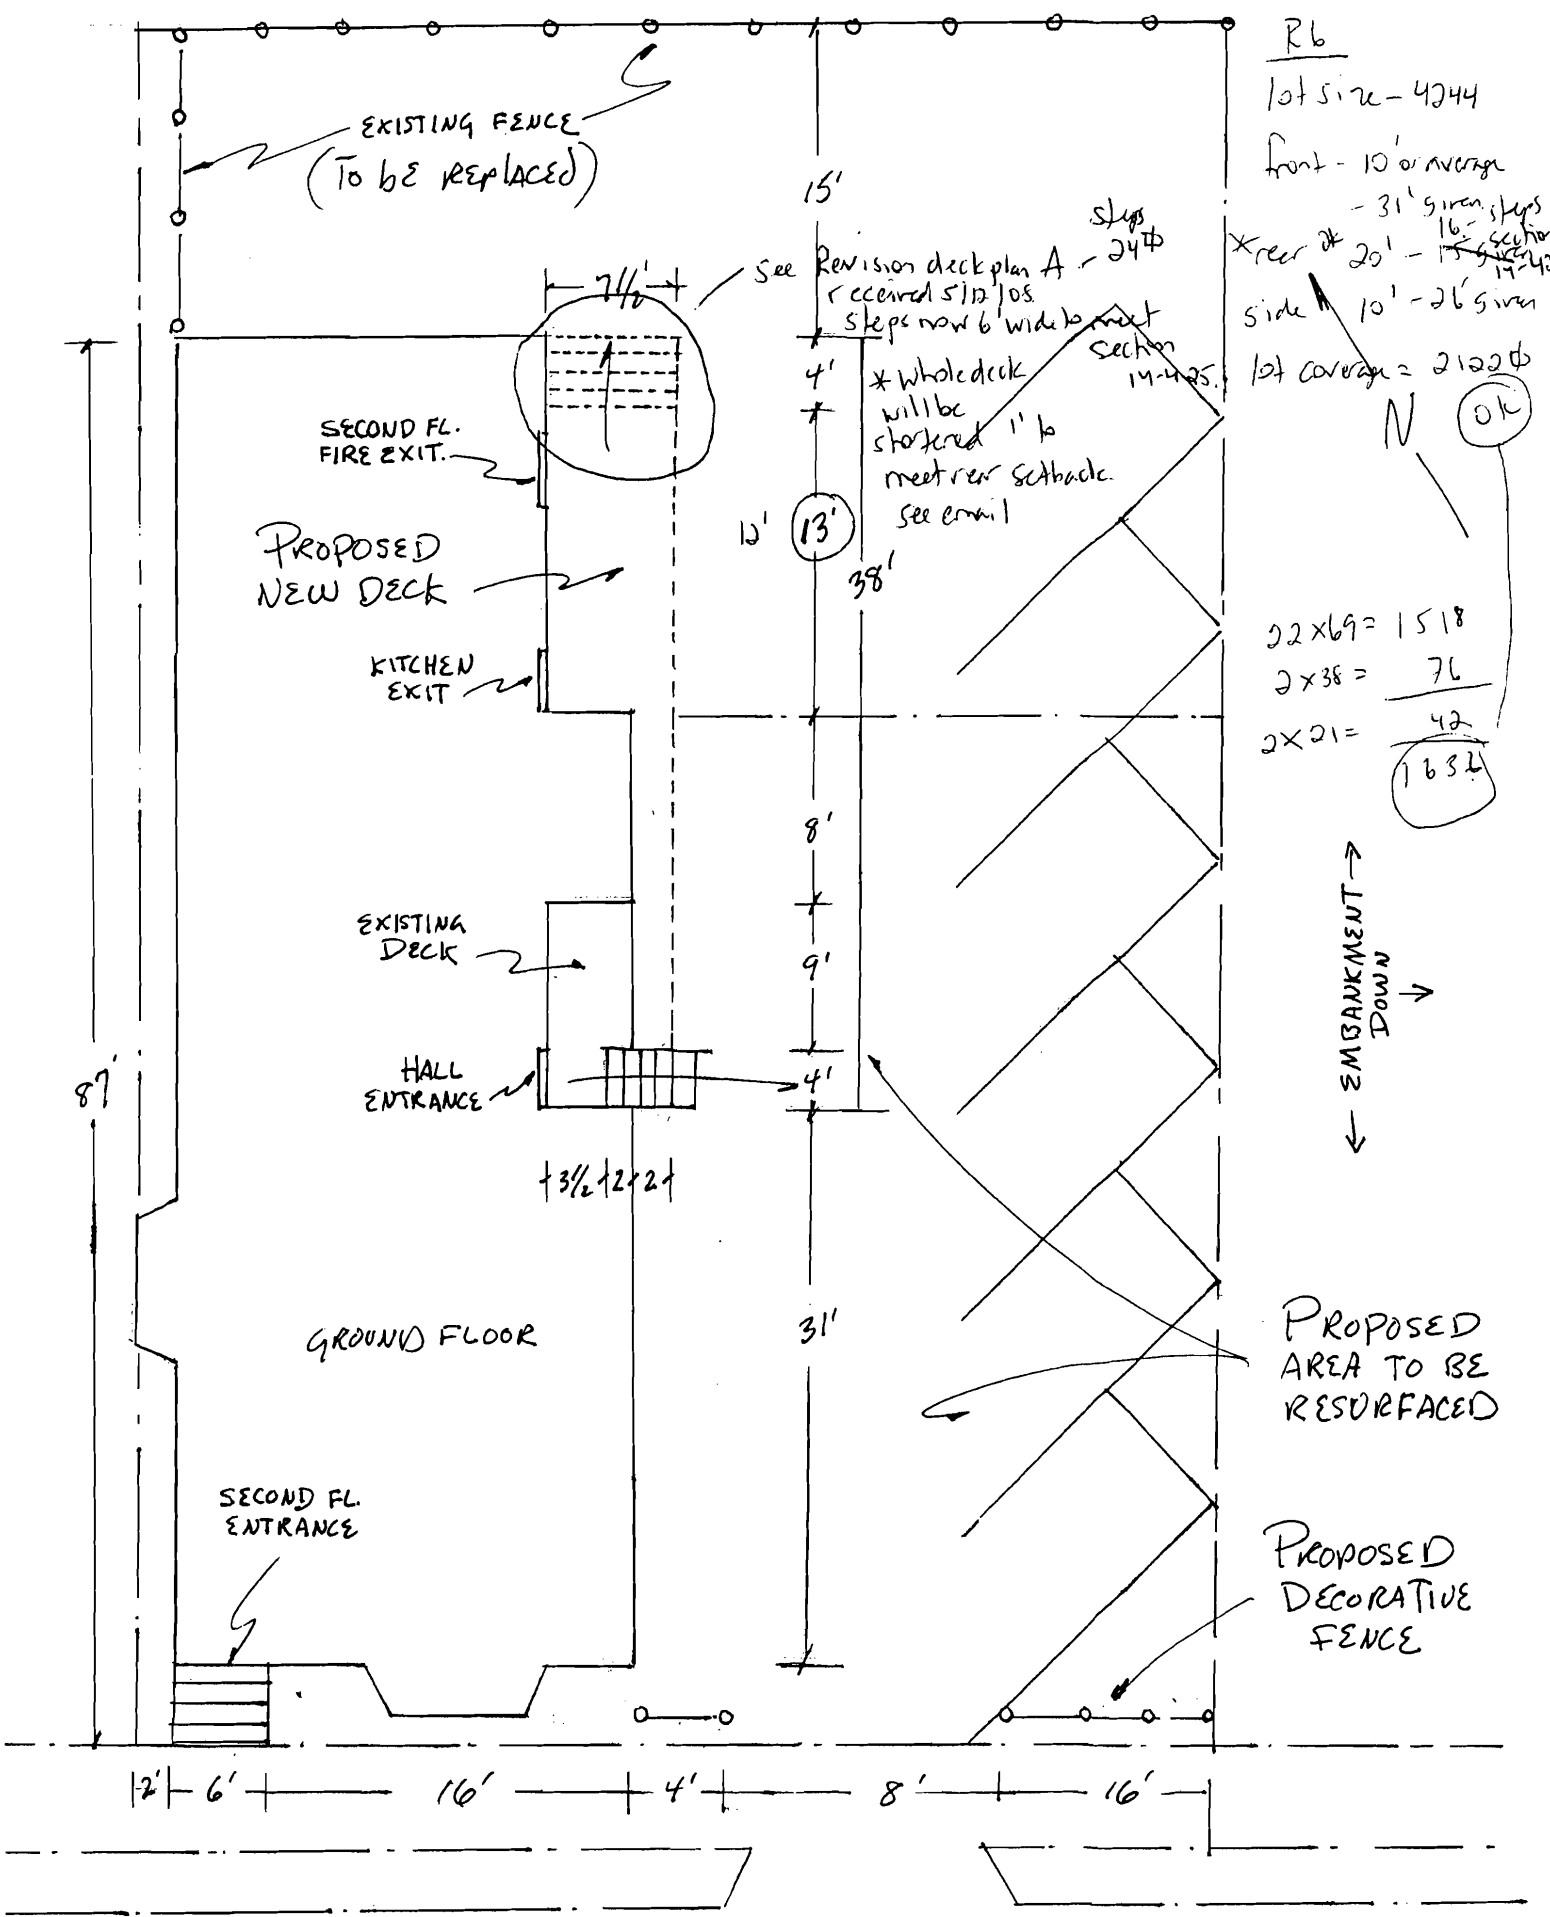 R6
lot size - 4244
EXISTING FENCE
(To bE REPLACED)
front - 10' or average
- 31' given
15'
steps
24⌀
16' - steps
section
*rear * 20' -
see Revision deck plan A -
received 5/12/05
steps now 6' wide to meet
section
14-425.
7 1/2'
side 10' - 26' given
lot coverage = 2122⌀
N
ok
4'
* whole deck
will be
shortened 1' to
meet rear setback.
see email
SECOND FL.
FIRE EXIT.
12'
13'
PROPOSED
NEW DECK
38'
22 x 69 = 1518
2 x 38 = 76
2 x 21 = 42
1636
KITCHEN
EXIT
8'
EXISTING
DECK
9'
← EMBANKMENT →
DOWN →
87'
HALL
ENTRANCE
4'
3 1/2 2 2
GROUND FLOOR
31'
PROPOSED
AREA TO BE
RESURFACED
SECOND FL.
ENTRANCE
PROPOSED
DECORATIVE
FENCE
2' 6' 16' 4' 8' 16'